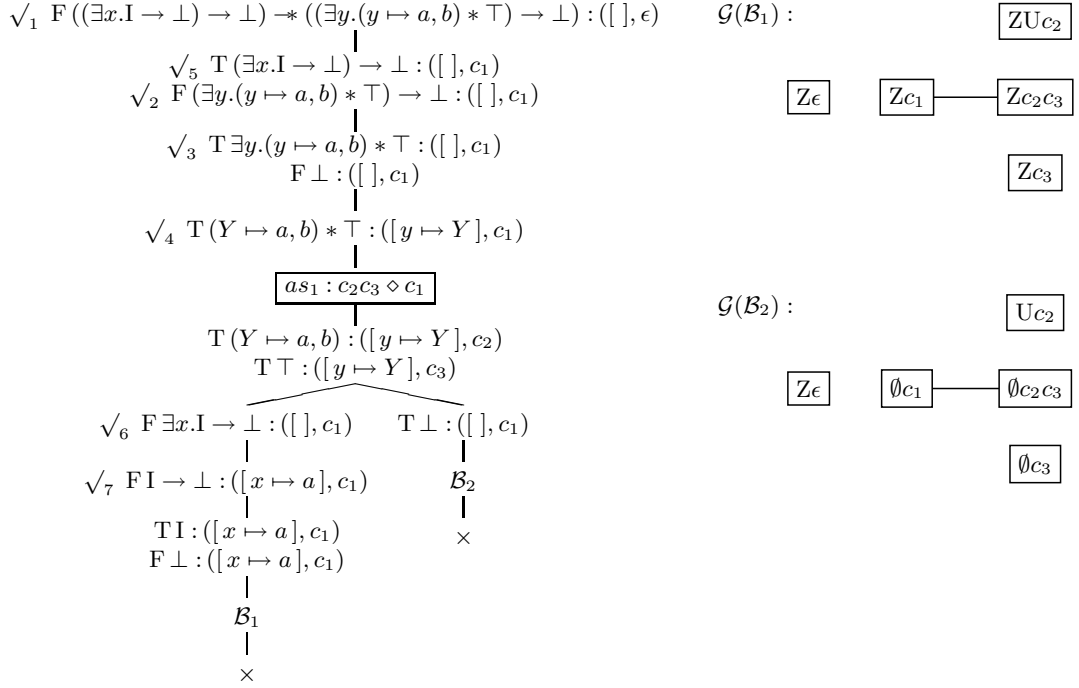 √₁ F ((∃x.I → ⊥) → ⊥) −∗ ((∃y.(y ↦ a, b) ∗ ⊤) → ⊥) : ([ ], ϵ)
√₅ T (∃x.I → ⊥) → ⊥ : ([ ], c₁)
√₂ F (∃y.(y ↦ a, b) ∗ ⊤) → ⊥ : ([ ], c₁)
√₃ T ∃y.(y ↦ a, b) ∗ ⊤ : ([ ], c₁)
F ⊥ : ([ ], c₁)
√₄ T (Y ↦ a, b) ∗ ⊤ : ([ y ↦ Y ], c₁)
as₁ : c₂c₃ ⋄ c₁
T (Y ↦ a, b) : ([ y ↦ Y ], c₂)
T ⊤ : ([ y ↦ Y ], c₃)
√₆ F ∃x.I → ⊥ : ([ ], c₁) T ⊥ : ([ ], c₁)
√₇ F I → ⊥ : ([ x ↦ a ], c₁) ℬ₂
T I : ([ x ↦ a ], c₁) ×
F ⊥ : ([ x ↦ a ], c₁)
ℬ₁
×
𝒢(ℬ₁) : ZUc₂
Zϵ Zc₁ Zc₂c₃
Zc₃
𝒢(ℬ₂) : Uc₂
Zϵ ∅c₁ ∅c₂c₃
∅c₃